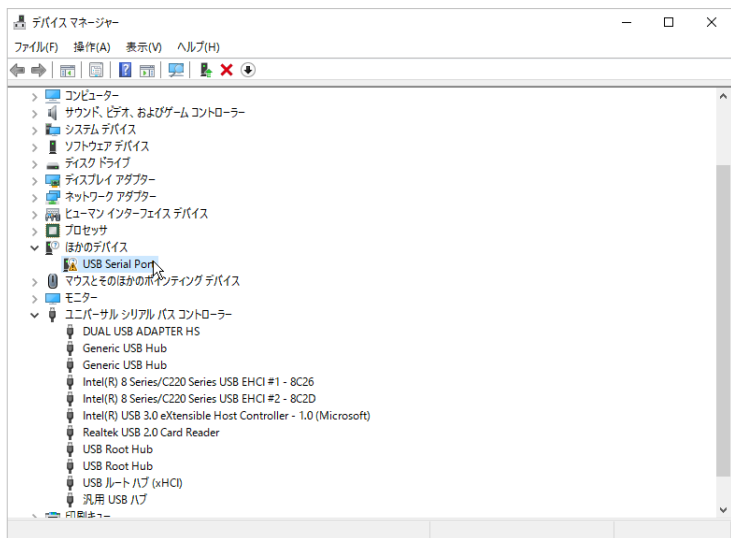 デバイス マネージャー
ファイル(F) 操作(A) 表示(V) ヘルプ(H)
コンピューター
サウンド、ビデオ、およびゲーム コントローラー
システム デバイス
ソフトウェア デバイス
ディスク ドライブ
ディスプレイ アダプター
ネットワーク アダプター
ヒューマン インターフェイス デバイス
プロセッサ
ほかのデバイス
USB Serial Port
マウスとそのほかのポインティング デバイス
モニター
ユニバーサル シリアル バス コントローラー
DUAL USB ADAPTER HS
Generic USB Hub
Generic USB Hub
Intel(R) 8 Series/C220 Series USB EHCI #1 - 8C26
Intel(R) 8 Series/C220 Series USB EHCI #2 - 8C2D
Intel(R) USB 3.0 eXtensible Host Controller - 1.0 (Microsoft)
Realtek USB 2.0 Card Reader
USB Root Hub
USB Root Hub
USB ルート ハブ (xHCI)
汎用 USB ハブ
印刷キュー